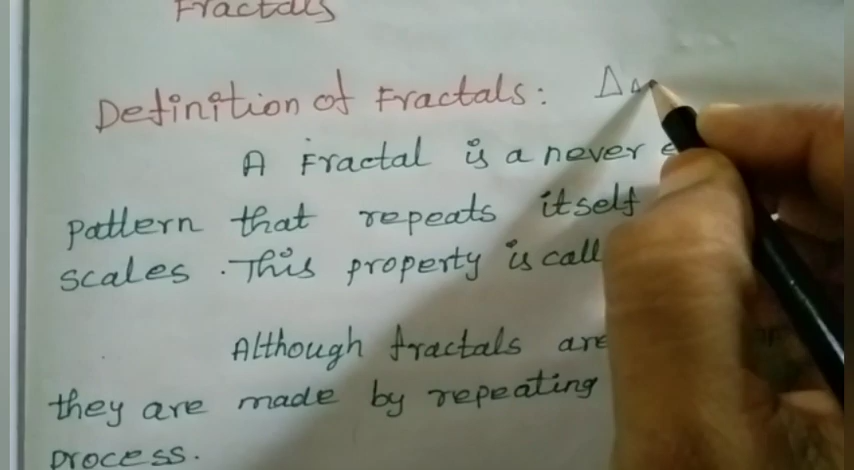 Fractals
Definition of Fractals:
A Fractal is a never
pattern that repeats itself
scales. This property is call
Although fractals are
they are made by repeating
process.